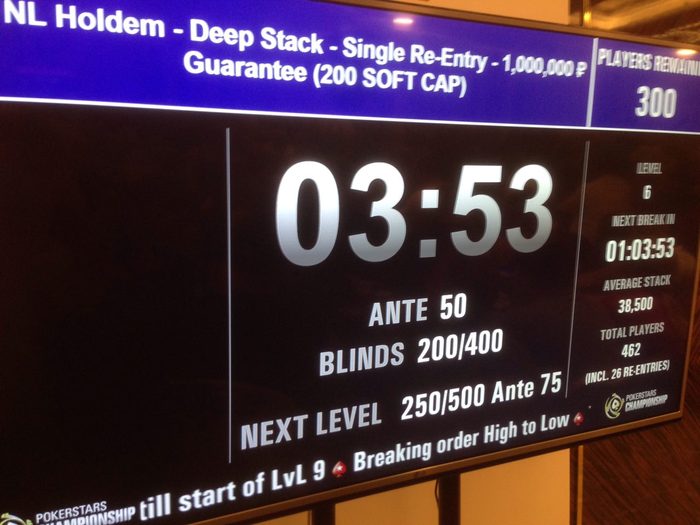 NL Holdem - Deep Stack - Single Re-Entry - 1,000,000 ₽
Guarantee (200 SOFT CAP)
PLAYERS REMAIN
300
03:53
ANTE 50
BLINDS 200/400
NEXT LEVEL 250/500 Ante 75
LEVEL
6
NEXT BREAK IN
01:03:53
AVERAGE STACK
38,500
TOTAL PLAYERS
462
(INCL. 26 RE-ENTRIES)
POKERSTARS
CHAMPIONSHIP
POKERSTARS
CHAMPIONSHIP
till start of LvL 9 Breaking order High to Low